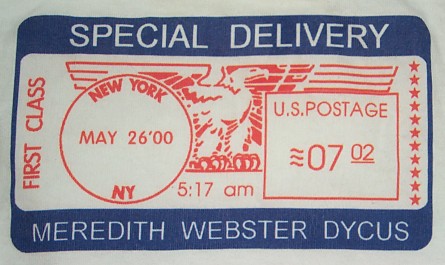 SPECIAL DELIVERY
FIRST CLASS
NEW YORK
MAY 26'00
NY
5:17 am
U.S.POSTAGE
≈07 02
MEREDITH WEBSTER DYCUS